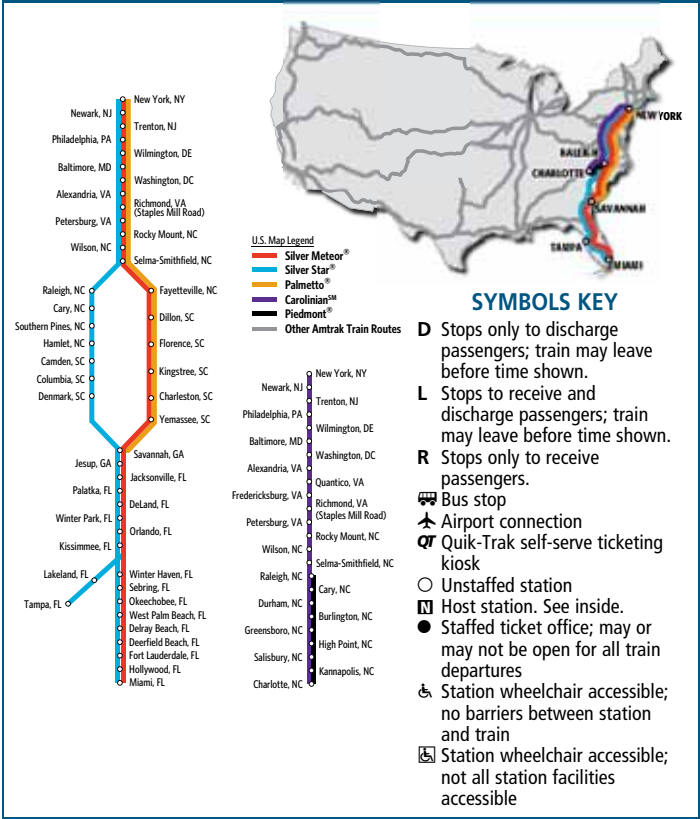 New York, NY
Newark, NJ
Trenton, NJ
Philadelphia, PA
Wilmington, DE
Baltimore, MD
Washington, DC
Alexandria, VA
Richmond, VA
(Staples Mill Road)
Petersburg, VA
Rocky Mount, NC
Wilson, NC
Selma-Smithfield, NC
Raleigh, NC
Fayetteville, NC
Cary, NC
Dillon, SC
Southern Pines, NC
Hamlet, NC
Florence, SC
Camden, SC
Kingstree, SC
Columbia, SC
Denmark, SC
Charleston, SC
Yemassee, SC
Savannah, GA
Jesup, GA
Jacksonville, FL
Palatka, FL
DeLand, FL
Winter Park, FL
Orlando, FL
Kissimmee, FL
Lakeland, FL
Winter Haven, FL
Sebring, FL
Tampa, FL
Okeechobee, FL
West Palm Beach, FL
Delray Beach, FL
Deerfield Beach, FL
Fort Lauderdale, FL
Hollywood, FL
Miami, FL
NEW YORK
RALEIGH
CHARLOTTE
SAVANNAH
TAMPA
MIAMI
U.S. Map Legend
Silver Meteor®
Silver Star®
Palmetto®
Carolinian℠
Piedmont®
Other Amtrak Train Routes
New York, NY
Newark, NJ
Trenton, NJ
Philadelphia, PA
Wilmington, DE
Baltimore, MD
Washington, DC
Alexandria, VA
Quantico, VA
Fredericksburg, VA
Richmond, VA
(Staples Mill Road)
Petersburg, VA
Rocky Mount, NC
Wilson, NC
Selma-Smithfield, NC
Raleigh, NC
Cary, NC
Durham, NC
Burlington, NC
Greensboro, NC
High Point, NC
Salisbury, NC
Kannapolis, NC
Charlotte, NC
SYMBOLS KEY
D Stops only to discharge
passengers; train may leave
before time shown.
L Stops to receive and
discharge passengers; train
may leave before time shown.
R Stops only to receive
passengers.
Bus stop
Airport connection
QT Quik-Trak self-serve ticketing
kiosk
Unstaffed station
N Host station. See inside.
Staffed ticket office; may or
may not be open for all train
departures
Station wheelchair accessible;
no barriers between station
and train
Station wheelchair accessible;
not all station facilities
accessible